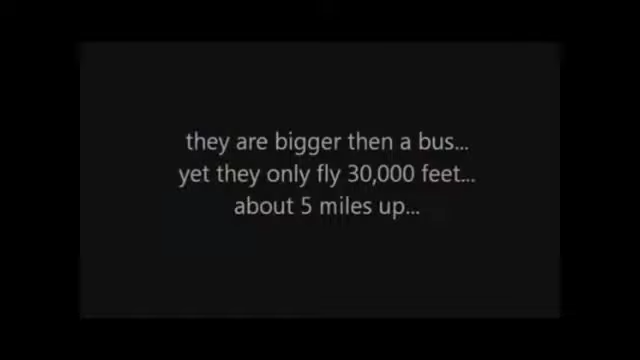 they are bigger then a bus...
yet they only fly 30,000 feet...
about 5 miles up...